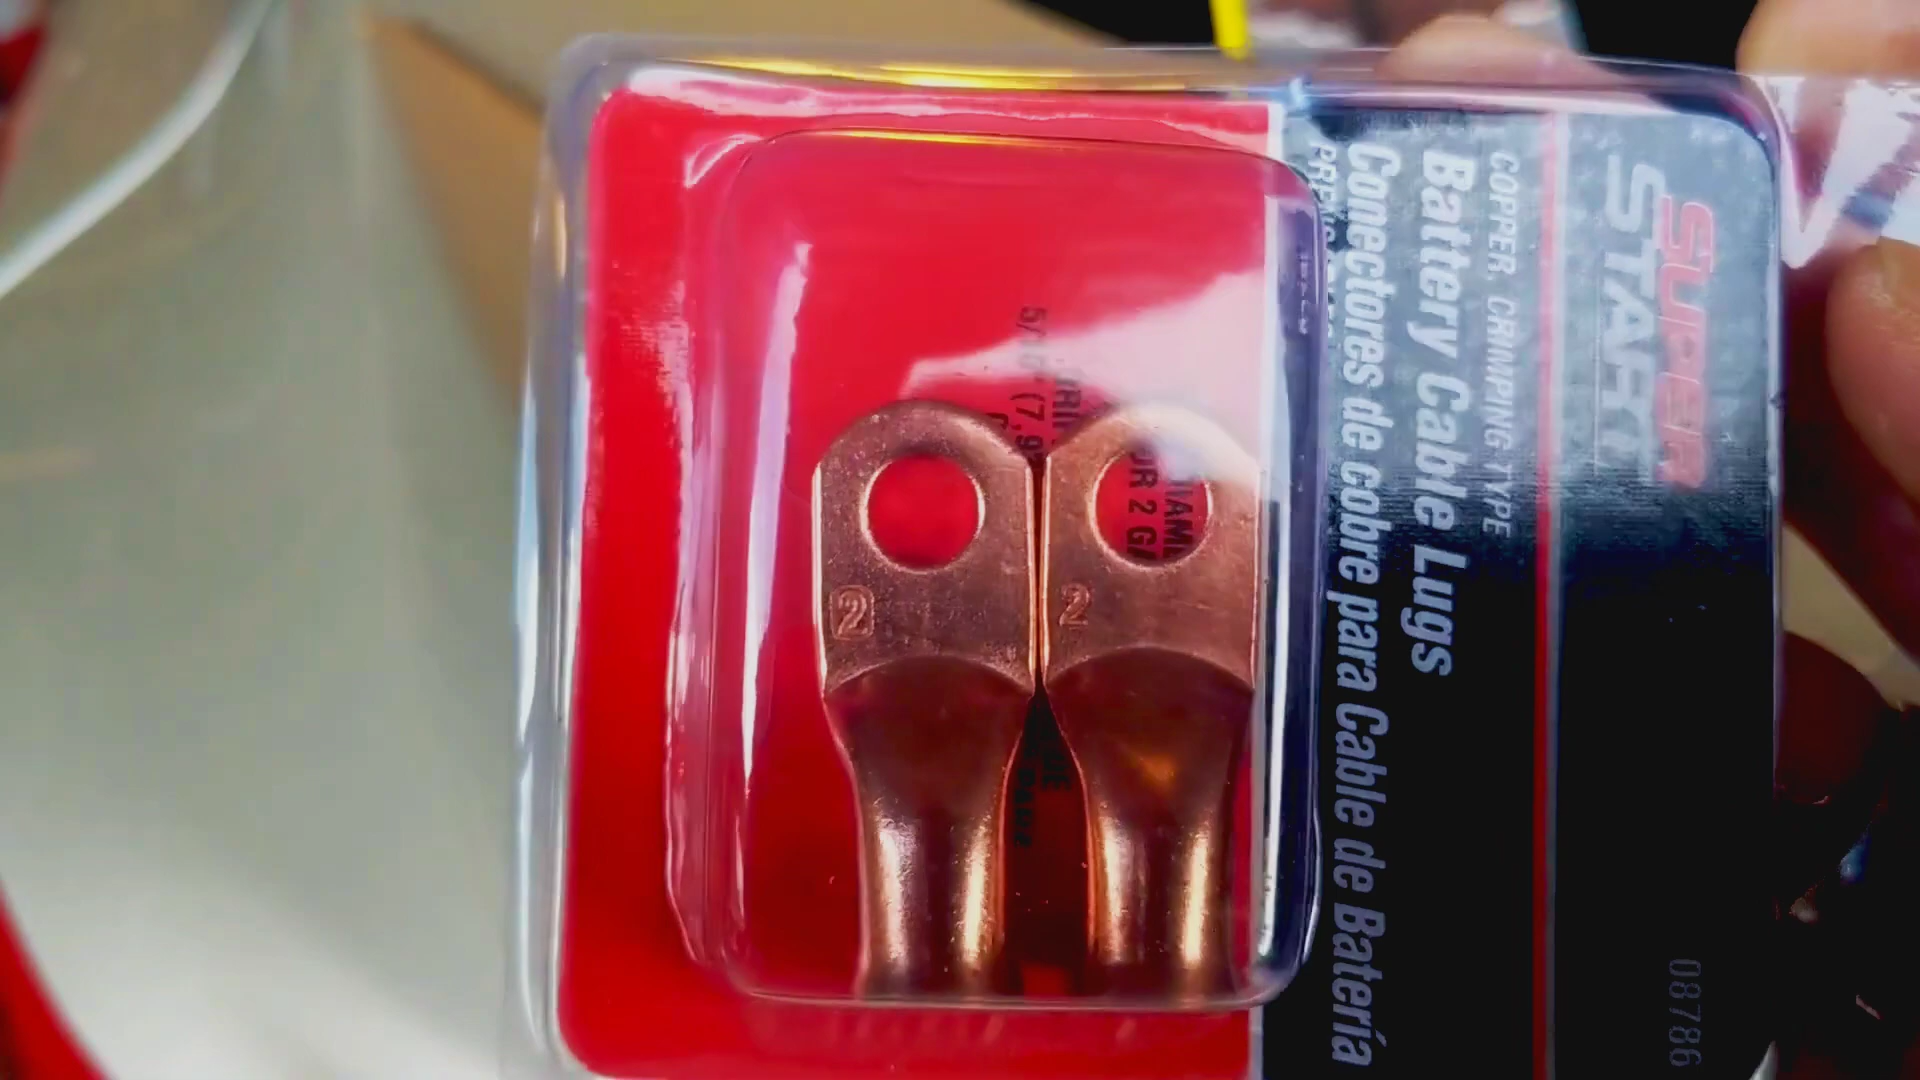 SUPER
START
COPPER, CRIMPING TYPE
Battery Cable Lugs
Conectores de cobre para Cable de Batería
08786
2
2